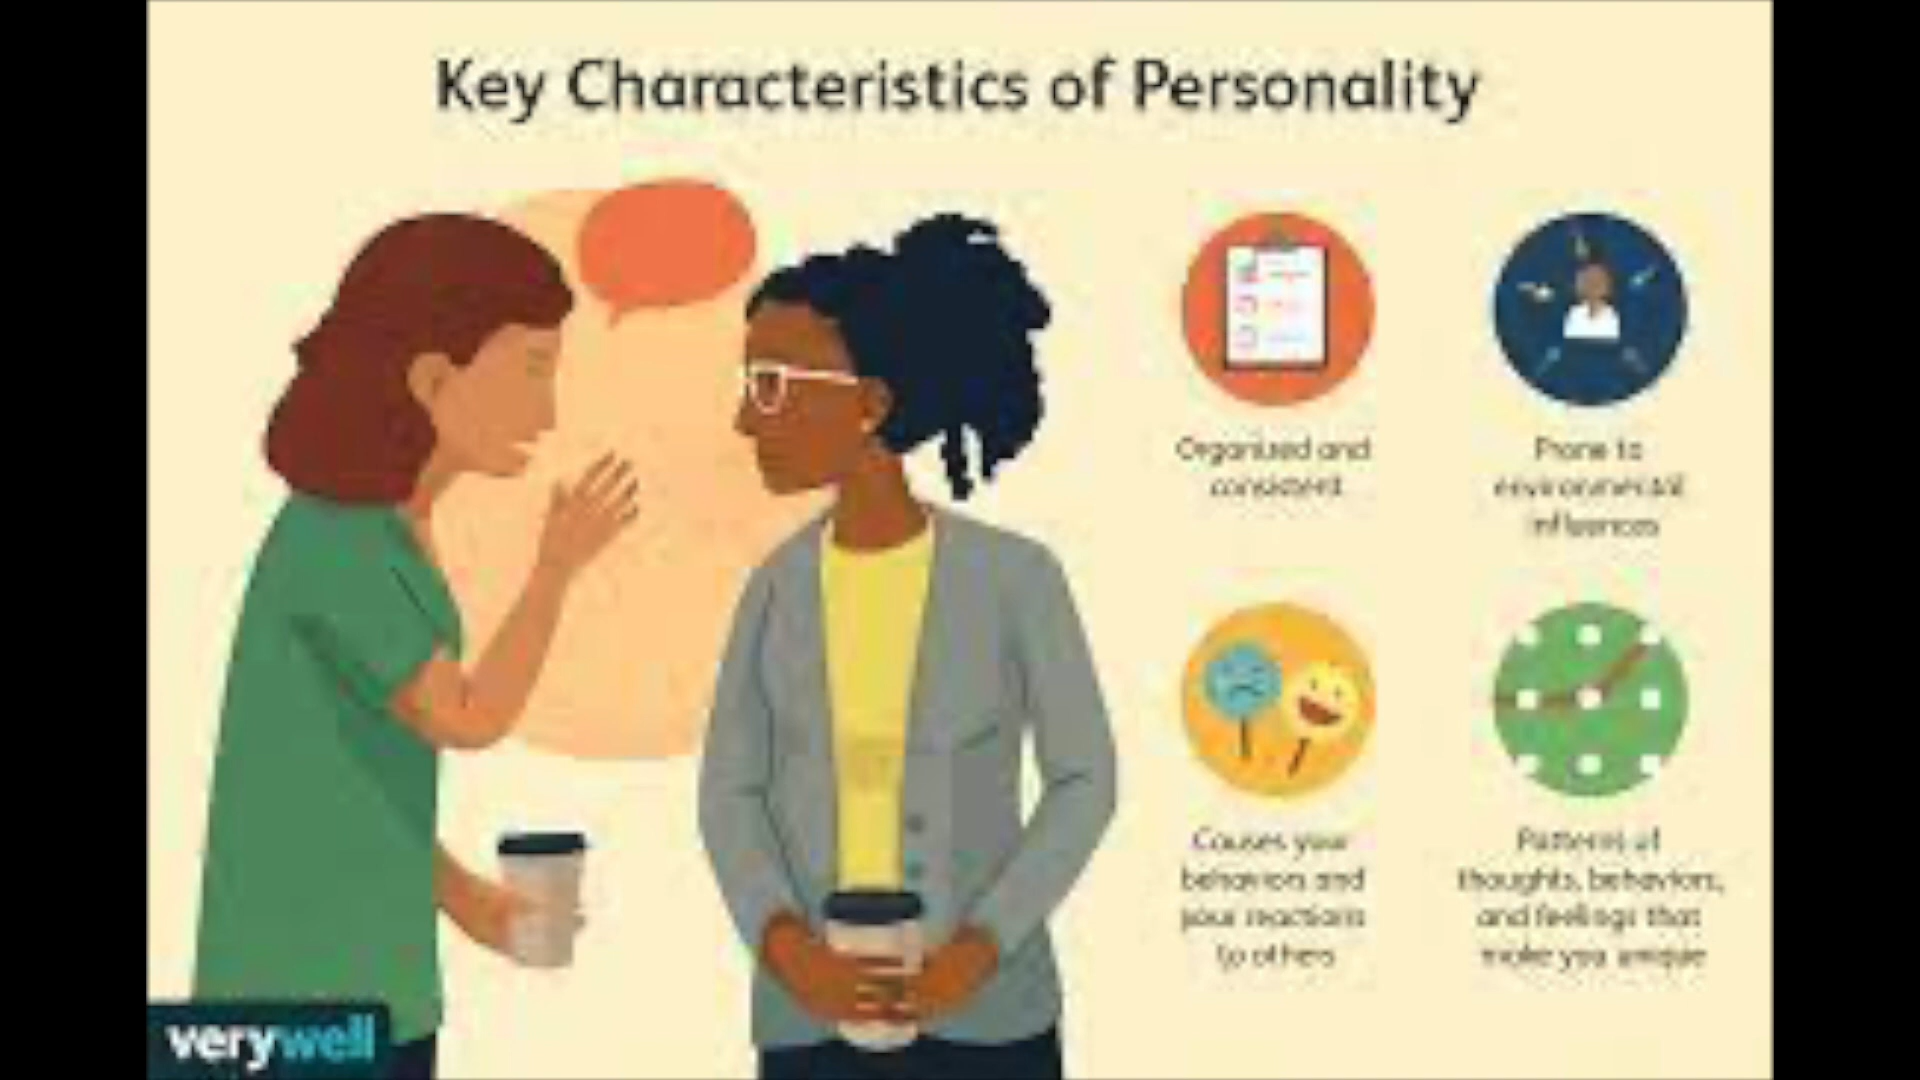 Key Characteristics of Personality
Organized and
consistent
Prone to
environmental
influences
Causes your
behaviors and
your reactions
to others
Patterns of
thoughts, behaviors,
and feelings that
make you unique
verywell